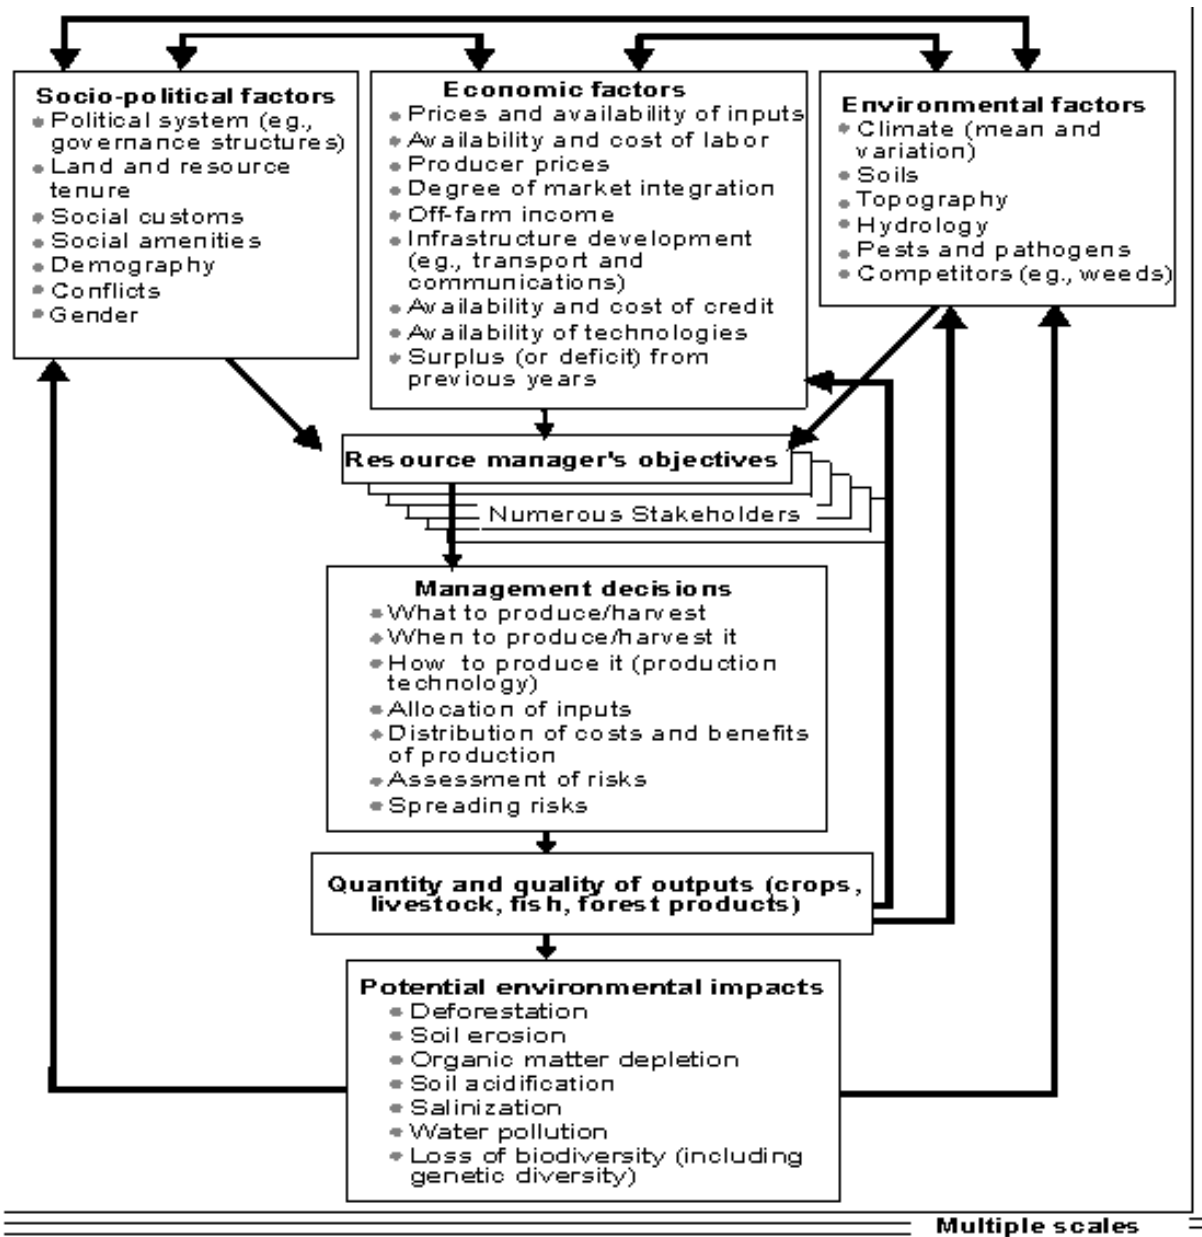 Socio-political factors
Political system (eg.,
governance structures)
Land and resource
tenure
Social customs
Social amenities
Demography
Conflicts
Gender
Economic factors
Prices and availability of inputs
Availability and cost of labor
Producer prices
Degree of market integration
Off-farm income
Infrastructure development
(eg., transport and
communications)
Availability and cost of credit
Availability of technologies
Surplus (or deficit) from
previous years
Environmental factors
Climate (mean and
variation)
Soils
Topography
Hydrology
Pests and pathogens
Competitors (eg., weeds)
Resource manager's objectives
Numerous Stakeholders
Management decisions
What to produce/harvest
When to produce/harvest it
How to produce it (production
technology)
Allocation of inputs
Distribution of costs and benefits
of production
Assessment of risks
Spreading risks
Quantity and quality of outputs (crops,
livestock, fish, forest products)
Potential environmental impacts
Deforestation
Soil erosion
Organic matter depletion
Soil acidification
Salinization
Water pollution
Loss of biodiversity (including
genetic diversity)
Multiple scales